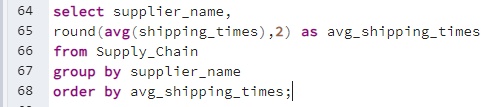 64 select supplier_name,
65 round(avg(shipping_times),2) as avg_shipping_times
66 from Supply_Chain
67 group by supplier_name
68 order by avg_shipping_times;